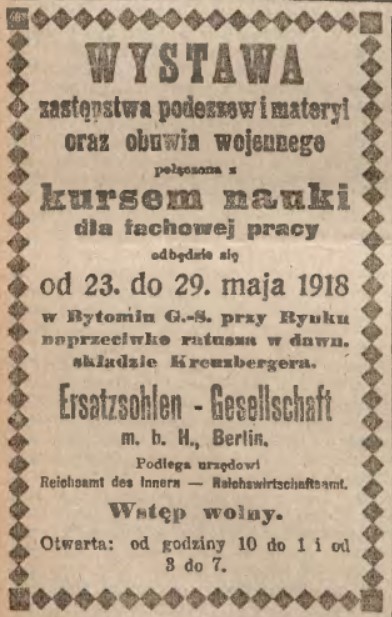 WYSTAWA
zastępstwa podeszew i materyi
oraz obuwia wojennego
połączona z
kursem nauki
dla fachowej pracy
odbędzie się
od 23. do 29. maja 1918
w Bytomiu G.-S. przy Rynku
naprzeciwko ratusza w dawn.
składzie Kreuzbergera.
Ersatzsohlen - Gesellschaft
m. b. H., Berlin.
Podlega urzędowi
Reichsamt des Innern — Reichswirtschaftsamt.
Wstęp wolny.
Otwarta: od godziny 10 do 1 i od
3 do 7.